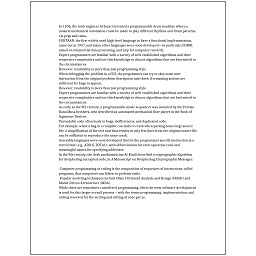 In 1206, the Arab engineer Al-Jazari invented a programmable drum machine where a
musical mechanical automaton could be made to play different rhythms and drum patterns,
via pegs and cams.
FORTRAN, the first widely used high-level language to have a functional implementation,
came out in 1957, and many other languages were soon developed—in particular, COBOL
aimed at commercial data processing, and Lisp for computer research.
Expert programmers are familiar with a variety of well-established algorithms and their
respective complexities and use this knowledge to choose algorithms that are best suited to
the circumstances.
However, readability is more than just programming style.
When debugging the problem in a GUI, the programmer can try to skip some user
interaction from the original problem description and check if remaining actions are
sufficient for bugs to appear.
However, readability is more than just programming style.
Expert programmers are familiar with a variety of well-established algorithms and their
respective complexities and use this knowledge to choose algorithms that are best suited to
the circumstances.
As early as the 9th century, a programmable music sequencer was invented by the Persian
Banu Musa brothers, who described an automated mechanical flute player in the Book of
Ingenious Devices.
Unreadable code often leads to bugs, inefficiencies, and duplicated code.
For example, when a bug in a compiler can make it crash when parsing some large source
file, a simplification of the test case that results in only few lines from the original source file
can be sufficient to reproduce the same crash.
Assembly languages were soon developed that let the programmer specify instruction in a
text format (e.g., ADD X, TOTAL), with abbreviations for each operation code and
meaningful names for specifying addresses.
In the 9th century, the Arab mathematician Al-Kindi described a cryptographic algorithm
for deciphering encrypted code, in A Manuscript on Deciphering Cryptographic Messages.
Computer programming or coding is the composition of sequences of instructions, called
programs, that computers can follow to perform tasks.
Popular modeling techniques include Object-Oriented Analysis and Design (OOAD) and
Model-Driven Architecture (MDA).
While these are sometimes considered programming, often the term software development
is used for this larger overall process – with the terms programming, implementation, and
coding reserved for the writing and editing of code per se.